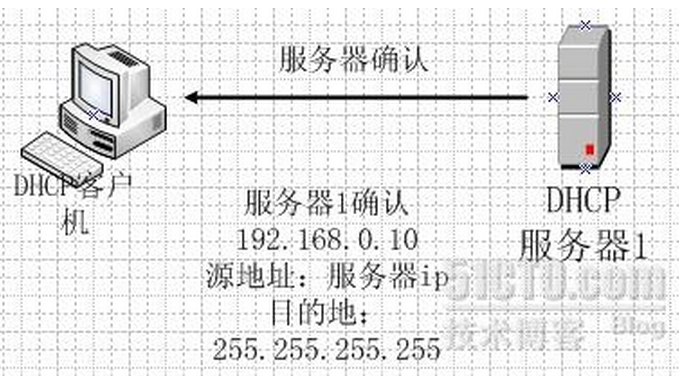 服务器确认
DHCP客户
机
服务器1确认
192.168.0.10
源地址: 服务器ip
目的地:
255.255.255.255
DHCP
服务器1
51CTO.com
技术博客 Blog